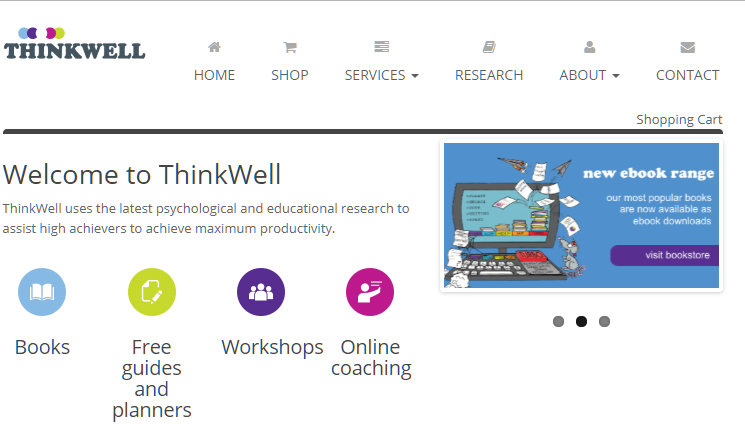 THINKWELL
HOME
SHOP
SERVICES
RESEARCH
ABOUT
CONTACT
Shopping Cart
Welcome to ThinkWell
ThinkWell uses the latest psychological and educational research to
assist high achievers to achieve maximum productivity.
new ebook range
our most popular books
are now available as
ebook downloads
visit bookstore
Books
Free
guides
and
planners
Workshops
Online
coaching